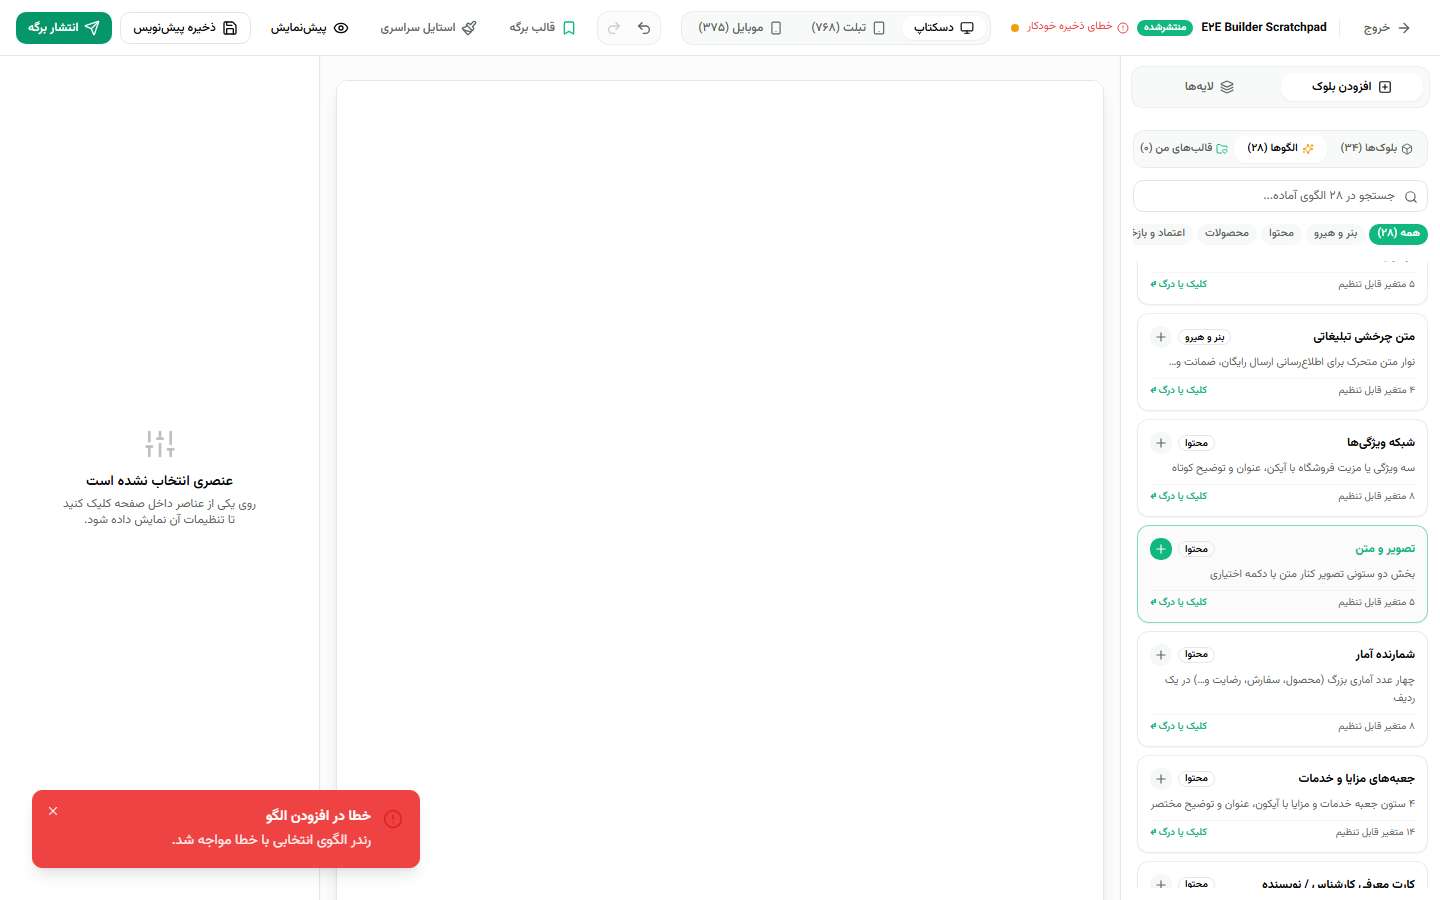 خروج
E2E Builder Scratchpad
منتشرشده
خطای ذخیره خودکار
دسکتاپ
تبلت (۷۶۸)
موبایل (۳۷۵)
قالب برگه
استایل سراسری
پیش‌نمایش
ذخیره پیش‌نویس
انتشار برگه
افزودن بلوک
لایه‌ها
بلوک‌ها (۳۴)
الگوها (۲۸)
قالب‌های من (۰)
جستجو در ۲۸ الگوی آماده...
همه (۲۸)
بنر و هیرو
محتوا
محصولات
اعتماد و
۵ متغیر قابل تنظیم
کلیک یا درگ
متن چرخشی تبلیغاتی
بنر و هیرو
نوار متن متحرک برای اطلاع‌رسانی ارسال رایگان، ضمانت و...
۴ متغیر قابل تنظیم
کلیک یا درگ
شبکه ویژگی‌ها
محتوا
سه ویژگی یا مزیت فروشگاه با آیکن، عنوان و توضیح کوتاه
۸ متغیر قابل تنظیم
کلیک یا درگ
تصویر و متن
محتوا
بخش دو ستونی تصویر کنار متن با دکمه اختیاری
۵ متغیر قابل تنظیم
کلیک یا درگ
شمارنده آمار
محتوا
چهار عدد آماری بزرگ (محصول، سفارش، رضایت و...) در یک
ردیف
۸ متغیر قابل تنظیم
کلیک یا درگ
جعبه‌های مزایا و خدمات
محتوا
۴ ستون جعبه خدمات و مزایا با آیکون، عنوان و توضیح مختصر
۱۴ متغیر قابل تنظیم
کلیک یا درگ
کارت معرفی کارشناس / نویسنده
محتوا
عنصری انتخاب نشده است
روی یکی از عناصر داخل صفحه کلیک کنید
تا تنظیمات آن نمایش داده شود.
خطا در افزودن الگو
رندر الگوی انتخابی با خطا مواجه شد.